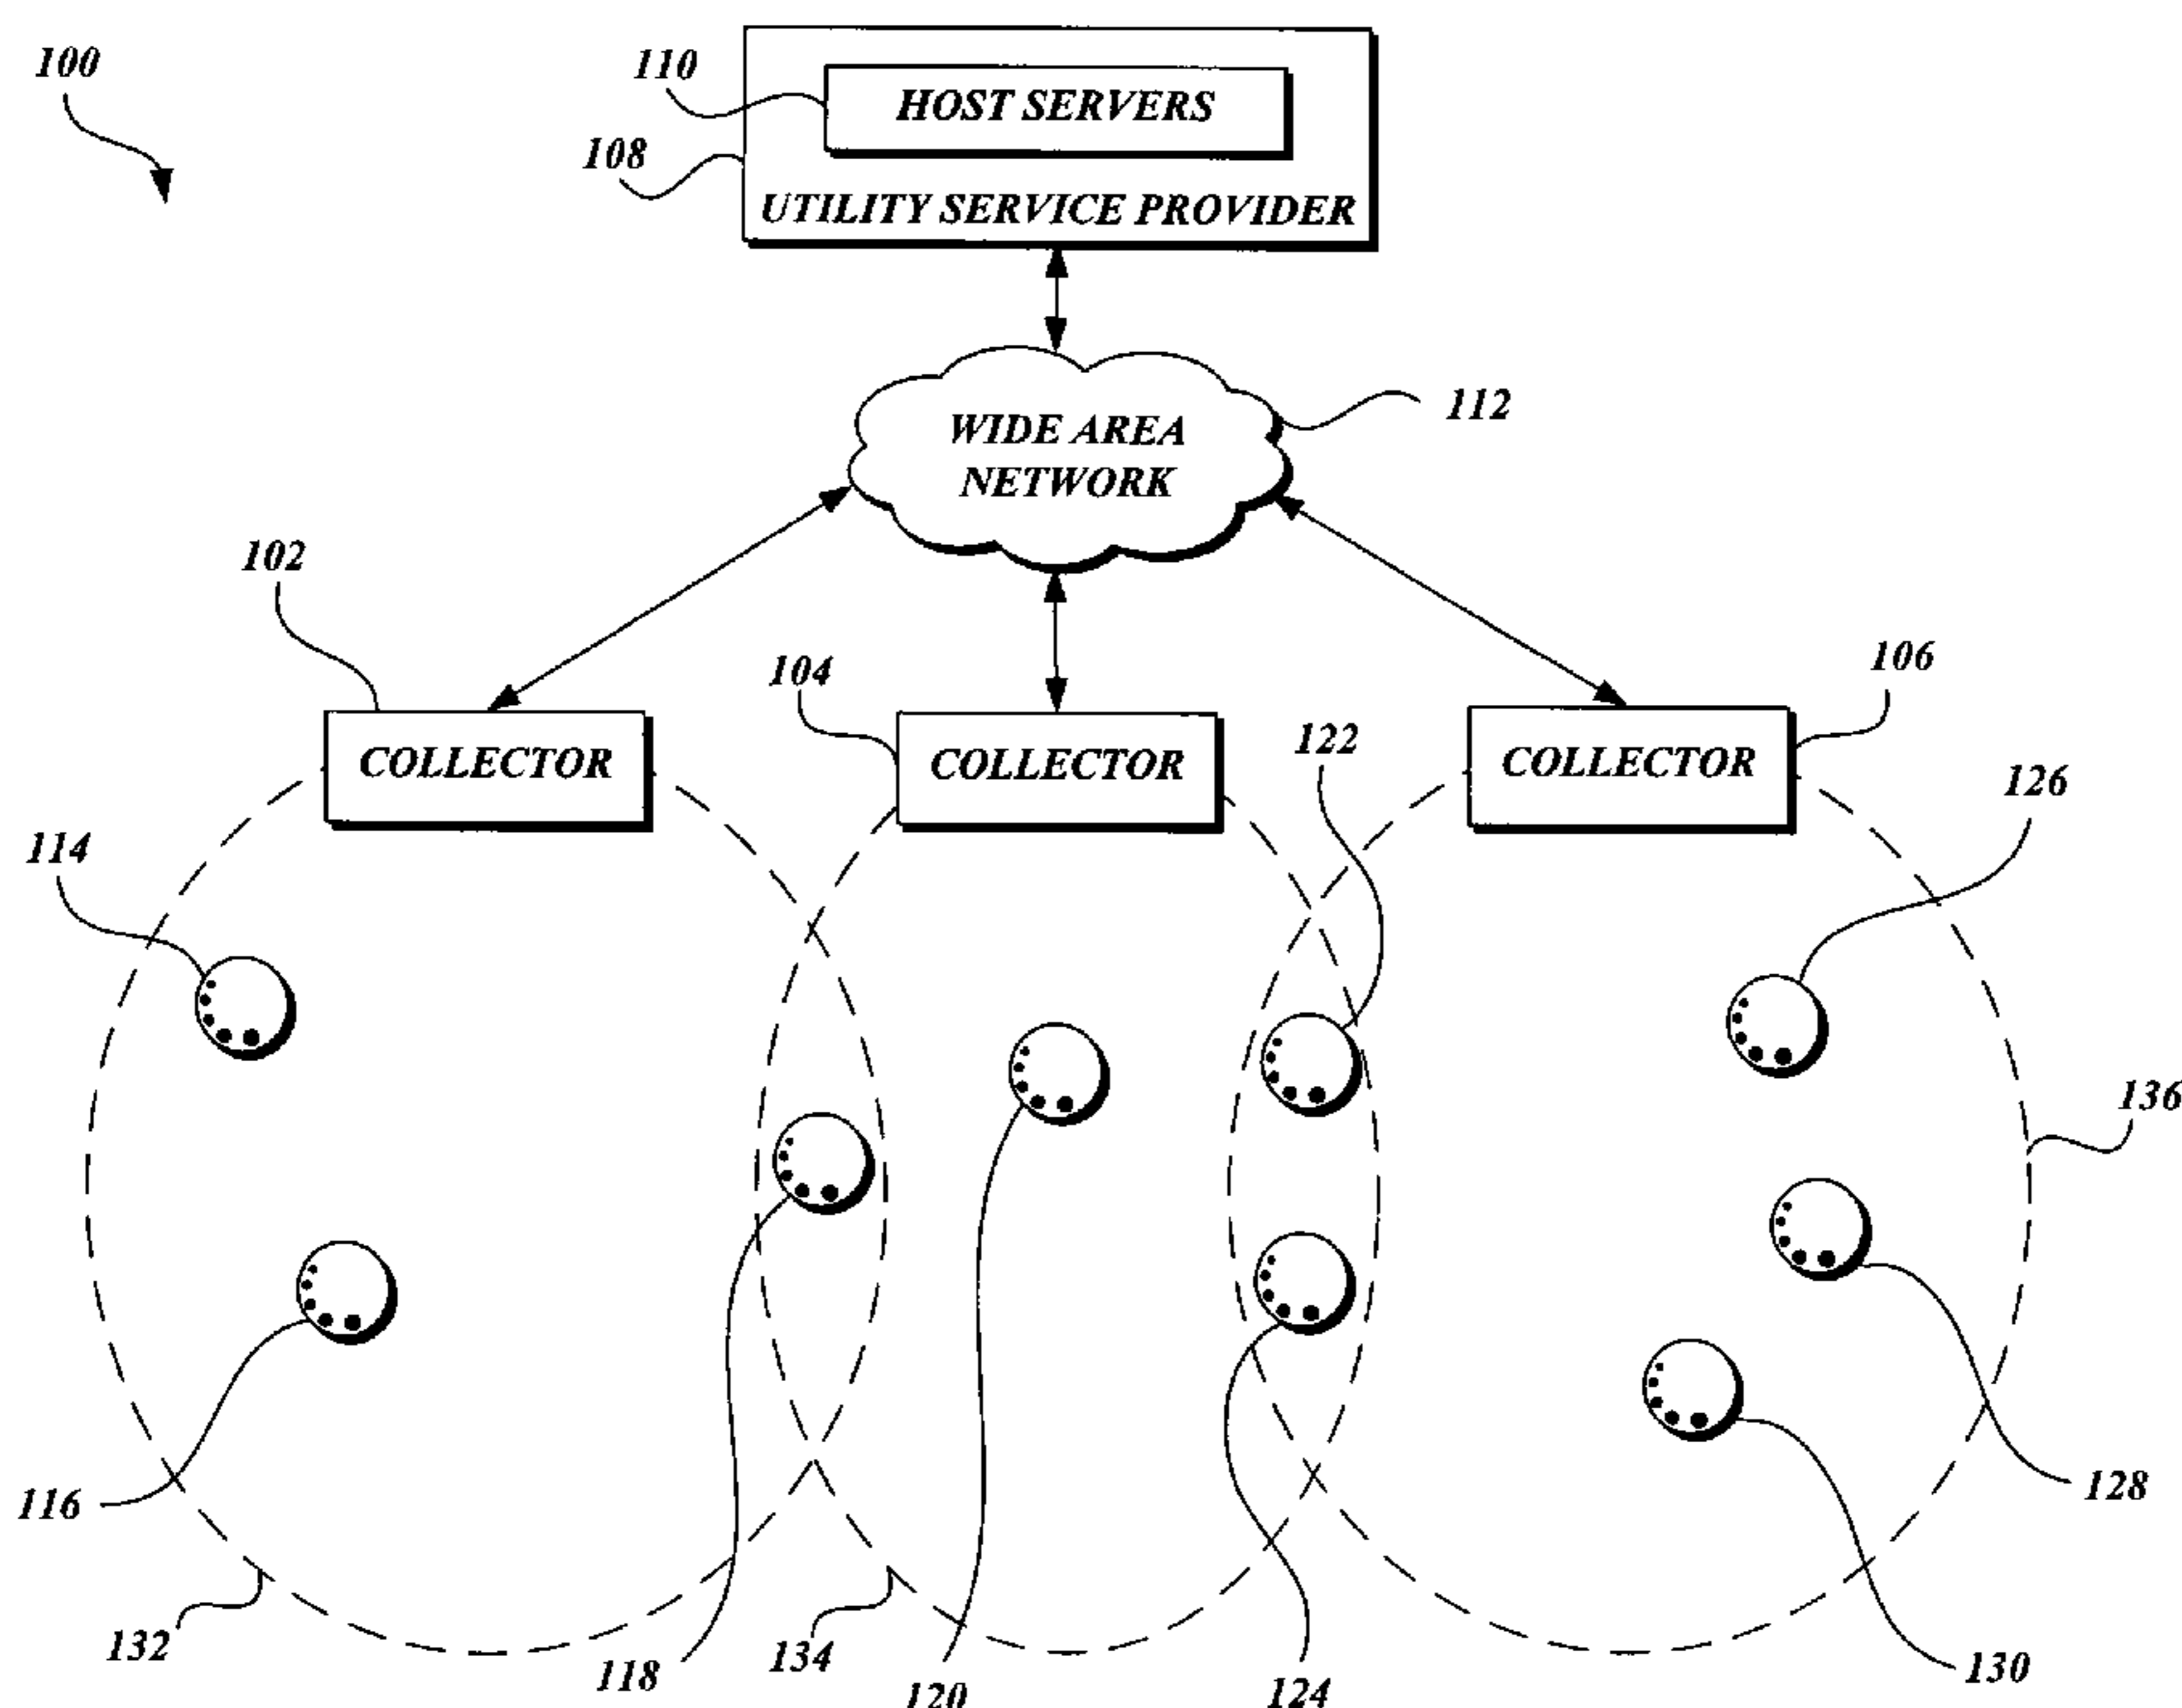 100
110
HOST SERVERS
108
UTILITY SERVICE PROVIDER
WIDE AREA
NETWORK
112
102
104
106
COLLECTOR
COLLECTOR
COLLECTOR
122
126
114
136
116
128
132
118
134
120
124
130